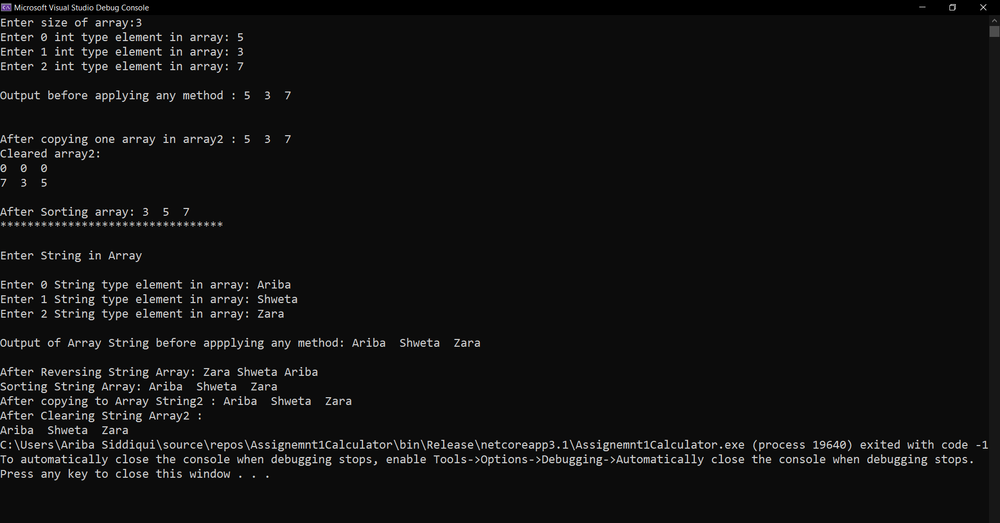 Microsoft Visual Studio Debug Console
Enter size of array:3
Enter 0 int type element in array: 5
Enter 1 int type element in array: 3
Enter 2 int type element in array: 7
Output before applying any method : 5  3  7
After copying one array in array2 : 5  3  7
Cleared array2:
0  0  0
7  3  5
After Sorting array: 3  5  7
*********************************
Enter String in Array
Enter 0 String type element in array: Ariba
Enter 1 String type element in array: Shweta
Enter 2 String type element in array: Zara
Output of Array String before appplying any method: Ariba  Shweta  Zara
After Reversing String Array: Zara Shweta Ariba
Sorting String Array: Ariba  Shweta  Zara
After copying to Array String2 : Ariba  Shweta  Zara
After Clearing String Array2 :
Ariba  Shweta  Zara
C:\Users\Ariba Siddiqui\source\repos\Assignemnt1Calculator\bin\Release\netcoreapp3.1\Assignemnt1Calculator.exe (process 19640) exited with code -1
To automatically close the console when debugging stops, enable Tools->Options->Debugging->Automatically close the console when debugging stops.
Press any key to close this window . . .